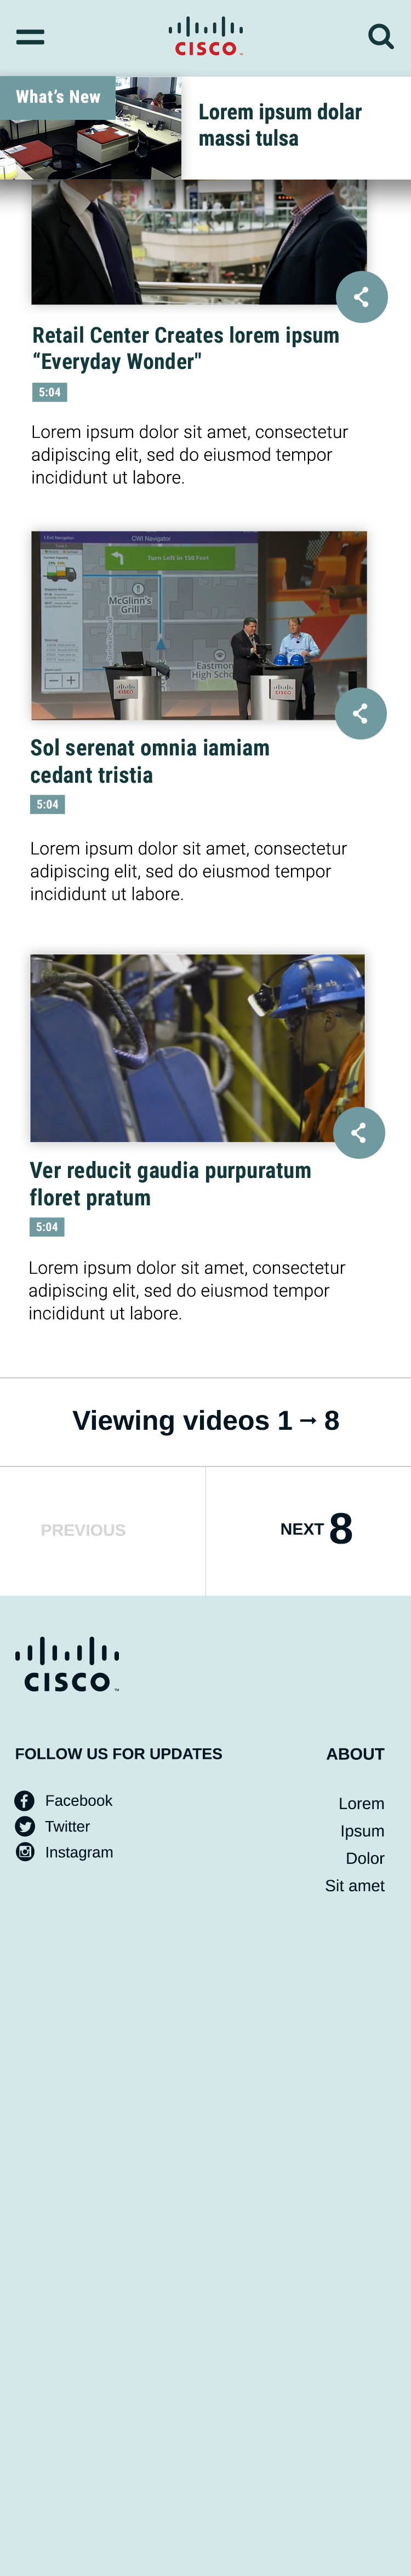 CISCO
What's New
Lorem ipsum dolar
massi tulsa
Retail Center Creates lorem ipsum
“Everyday Wonder"
5:04
Lorem ipsum dolor sit amet, consectetur
adipiscing elit, sed do eiusmod tempor
incididunt ut labore.
CWI Navigator
Turn Left in 150 Feet
McGlinn's
Grill
Eastmon
High Scho
CISCO
CISCO
Sol serenat omnia iamiam
cedant tristia
5:04
Lorem ipsum dolor sit amet, consectetur
adipiscing elit, sed do eiusmod tempor
incididunt ut labore.
Ver reducit gaudia purpuratum
floret pratum
5:04
Lorem ipsum dolor sit amet, consectetur
adipiscing elit, sed do eiusmod tempor
incididunt ut labore.
Viewing videos 1 → 8
PREVIOUS
NEXT 8
CISCO™
FOLLOW US FOR UPDATES
Facebook
Twitter
Instagram
ABOUT
Lorem
Ipsum
Dolor
Sit amet